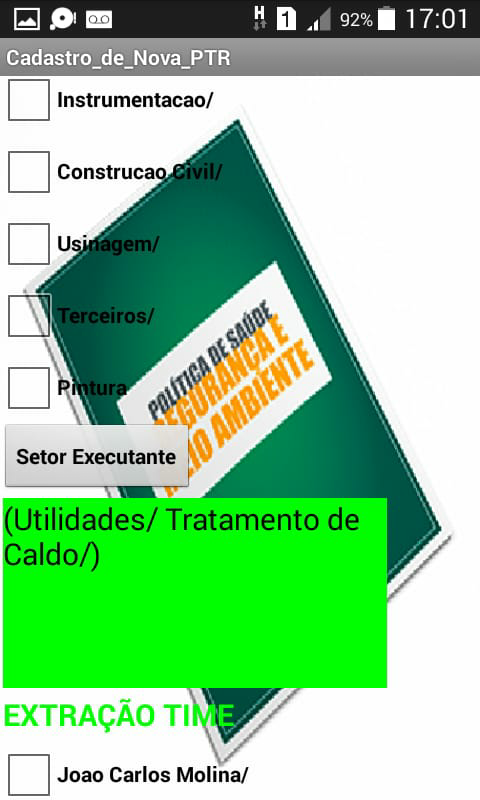 H 1 92% 17:01
Cadastro_de_Nova_PTR
Instrumentacao/
Construcao Civil/
Usinagem/
Terceiros/
Pintura
POLÍTICA DE SAÚDE
SEGURANÇA E
MEIO AMBIENTE
Setor Executante
(Utilidades/ Tratamento de
Caldo/)
EXTRAÇÃO TIME
Joao Carlos Molina/